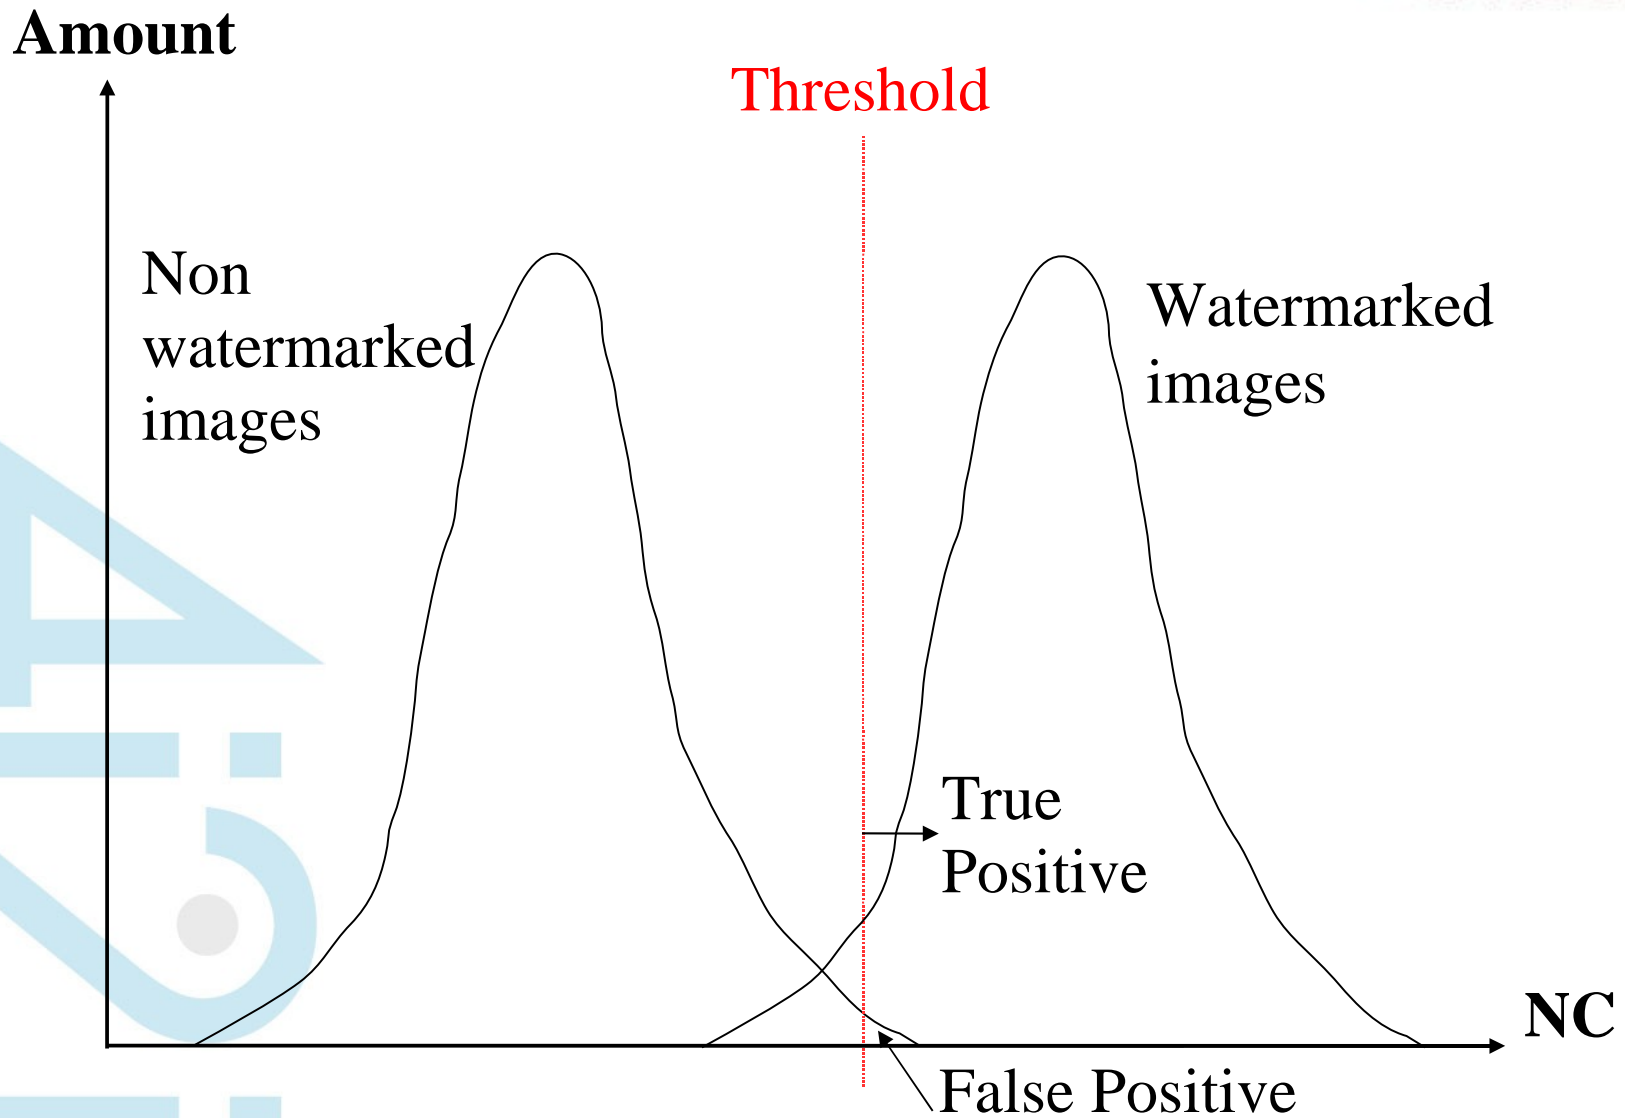 Amount
Threshold
Non
watermarked
images
Watermarked
images
True
Positive
NC
False Positive